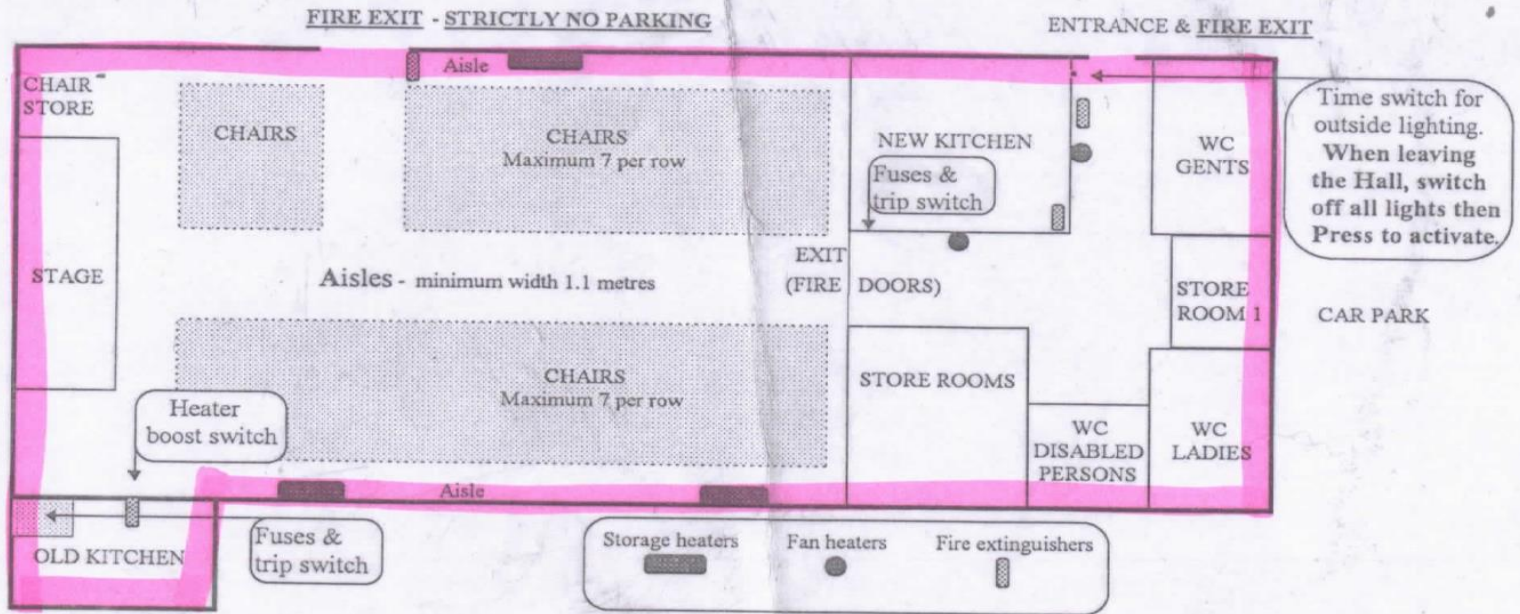 FIRE EXIT - STRICTLY NO PARKING
ENTRANCE & FIRE EXIT
Aisle
CHAIR
STORE
CHAIRS
CHAIRS
Maximum 7 per row
NEW KITCHEN
Fuses &
trip switch
WC
GENTS
Time switch for
outside lighting.
When leaving
the Hall, switch
off all lights then
Press to activate.
STAGE
Aisles - minimum width 1.1 metres
EXIT
(FIRE DOORS)
STORE
ROOM 1
CAR PARK
CHAIRS
Maximum 7 per row
STORE ROOMS
Heater
boost switch
WC
DISABLED
PERSONS
WC
LADIES
Aisle
OLD KITCHEN
Fuses &
trip switch
Storage heaters
Fan heaters
Fire extinguishers